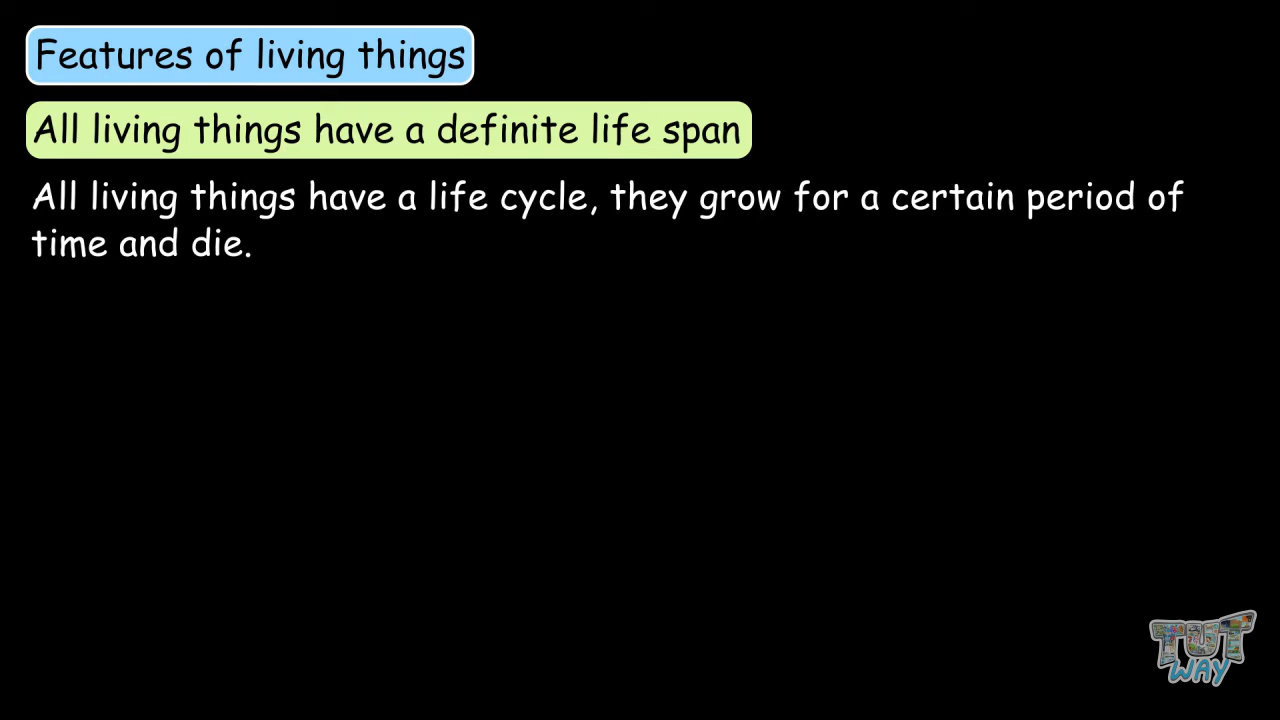 Features of living things
All living things have a definite life span
All living things have a life cycle, they grow for a certain period of
time and die.
TUT
WAY